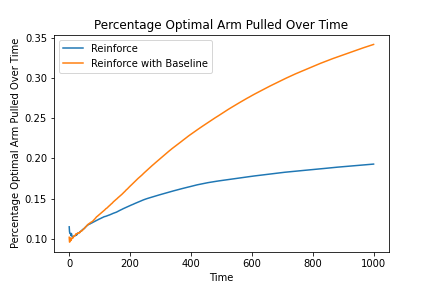 Percentage Optimal Arm Pulled Over Time
Percentage Optimal Arm Pulled Over Time
0.35
0.30
0.25
0.20
0.15
0.10
Reinforce
Reinforce with Baseline
0 200 400 600 800 1000
Time